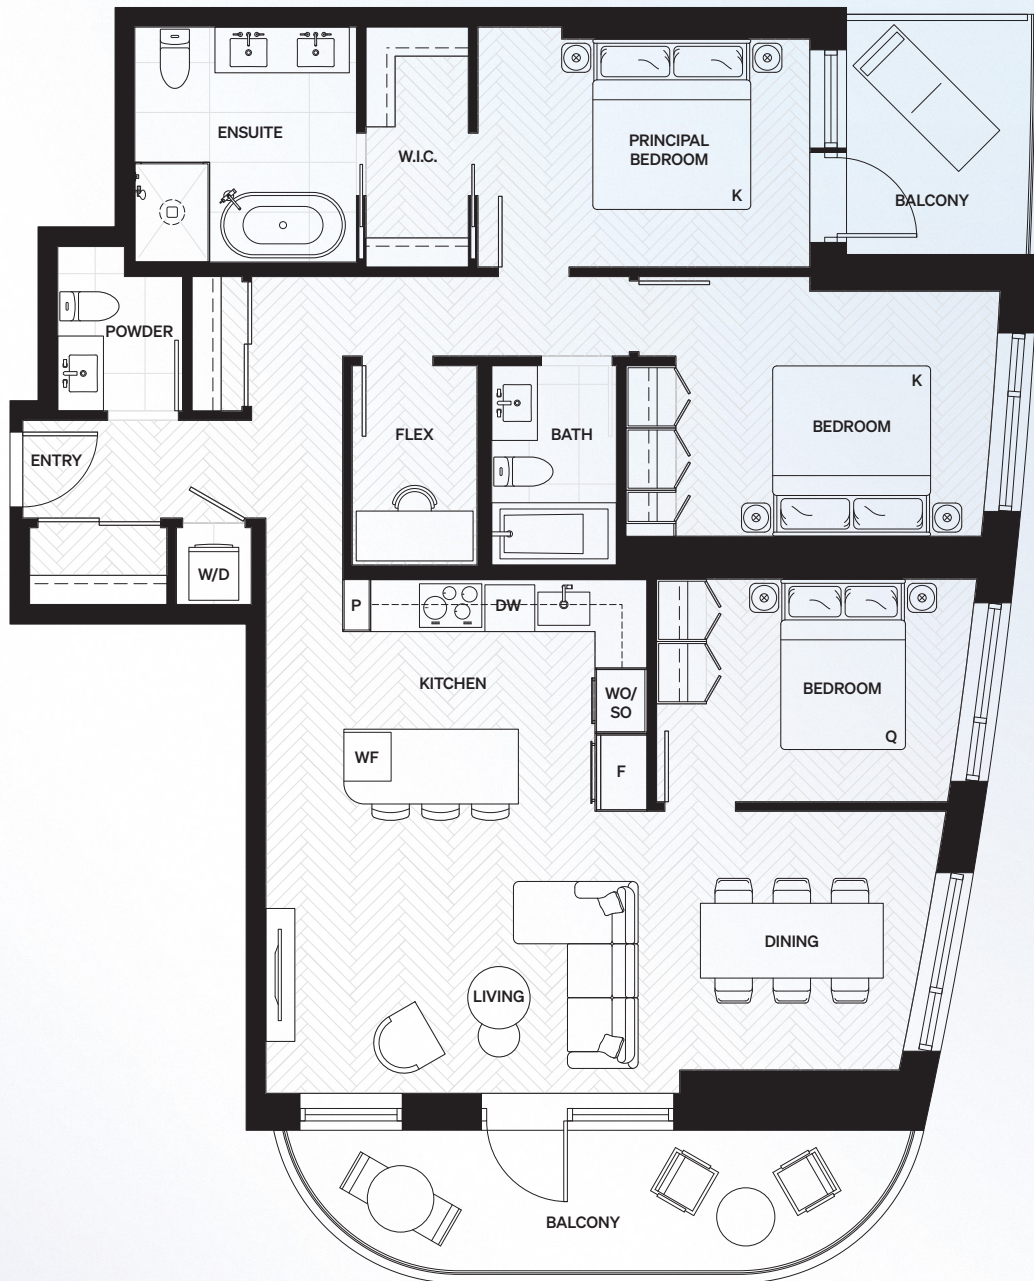 ENSUITE
W.I.C.
PRINCIPAL
BEDROOM
K
BALCONY
POWDER
K
BEDROOM
FLEX
BATH
ENTRY
W/D
P
DW
KITCHEN
WO/
SO
BEDROOM
Q
WF
F
DINING
LIVING
BALCONY